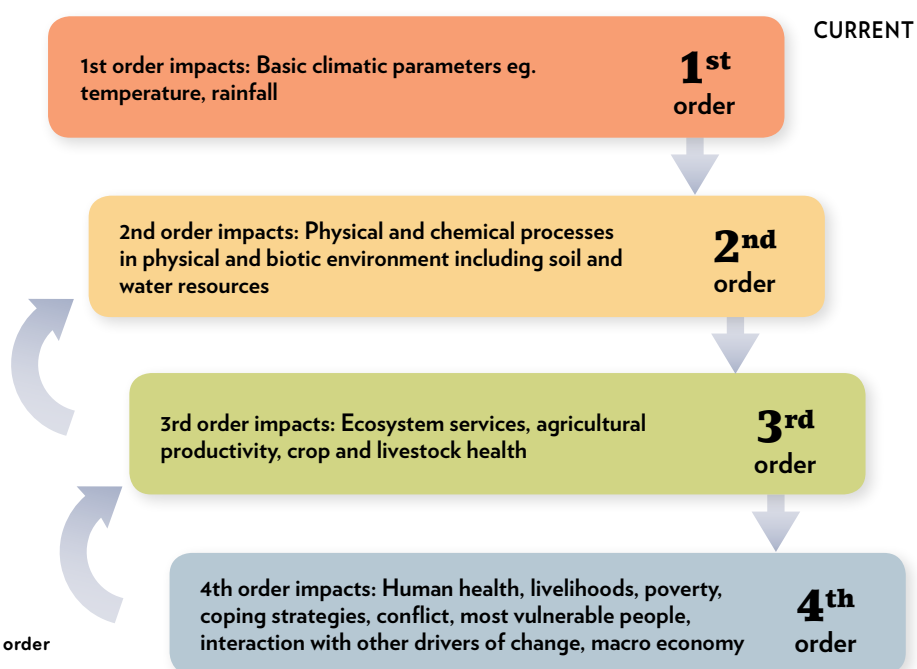 CURRENT
1st order impacts: Basic climatic parameters eg.
temperature, rainfall
1st
order
2nd order impacts: Physical and chemical processes
in physical and biotic environment including soil and
water resources
2nd
order
3rd order impacts: Ecosystem services, agricultural
productivity, crop and livestock health
3rd
order
4th order impacts: Human health, livelihoods, poverty,
coping strategies, conflict, most vulnerable people,
interaction with other drivers of change, macro economy
4th
order
order